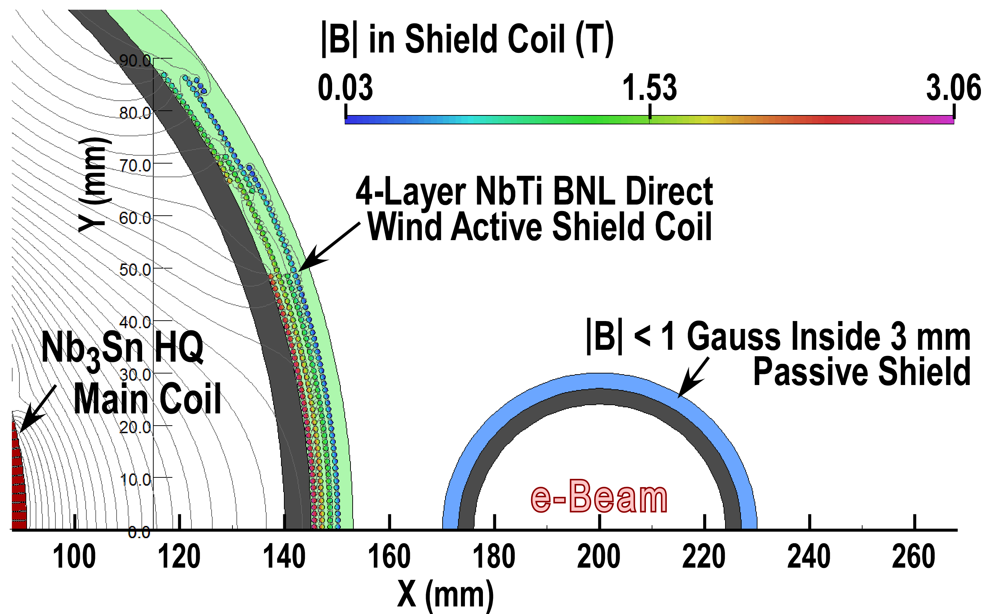 |B| in Shield Coil (T)
0.03 1.53 3.06
90.0
80.0
Y (mm)
70.0
4-Layer NbTi BNL Direct
Wind Active Shield Coil
60.0
50.0
40.0
|B| < 1 Gauss Inside 3 mm
Passive Shield
Nb₃Sn HQ
Main Coil
30.0
20.0
10.0
e-Beam
0.0
100 120 140 160 180 200 220 240 260
X (mm)